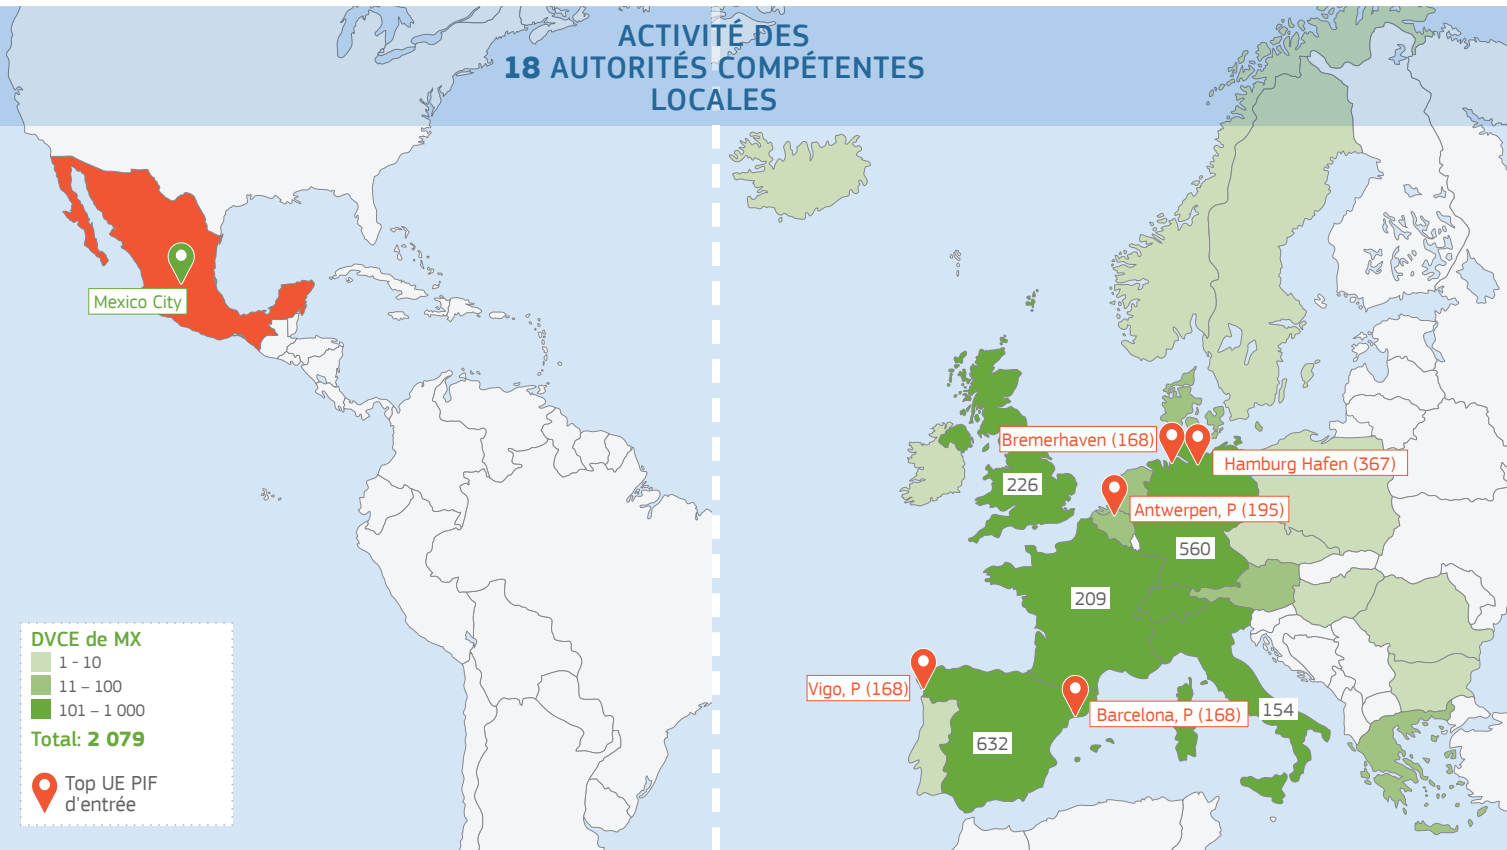 ACTIVITÉ DES
18 AUTORITÉS COMPÉTENTES
LOCALES
Mexico City
Bremerhaven (168)
Hamburg Hafen (367)
226
Antwerpen, P (195)
560
209
Vigo, P (168)
Barcelona, P (168)
154
632
DVCE de MX
1 - 10
11 – 100
101 – 1 000
Total: 2 079
Top UE PIF
d'entrée